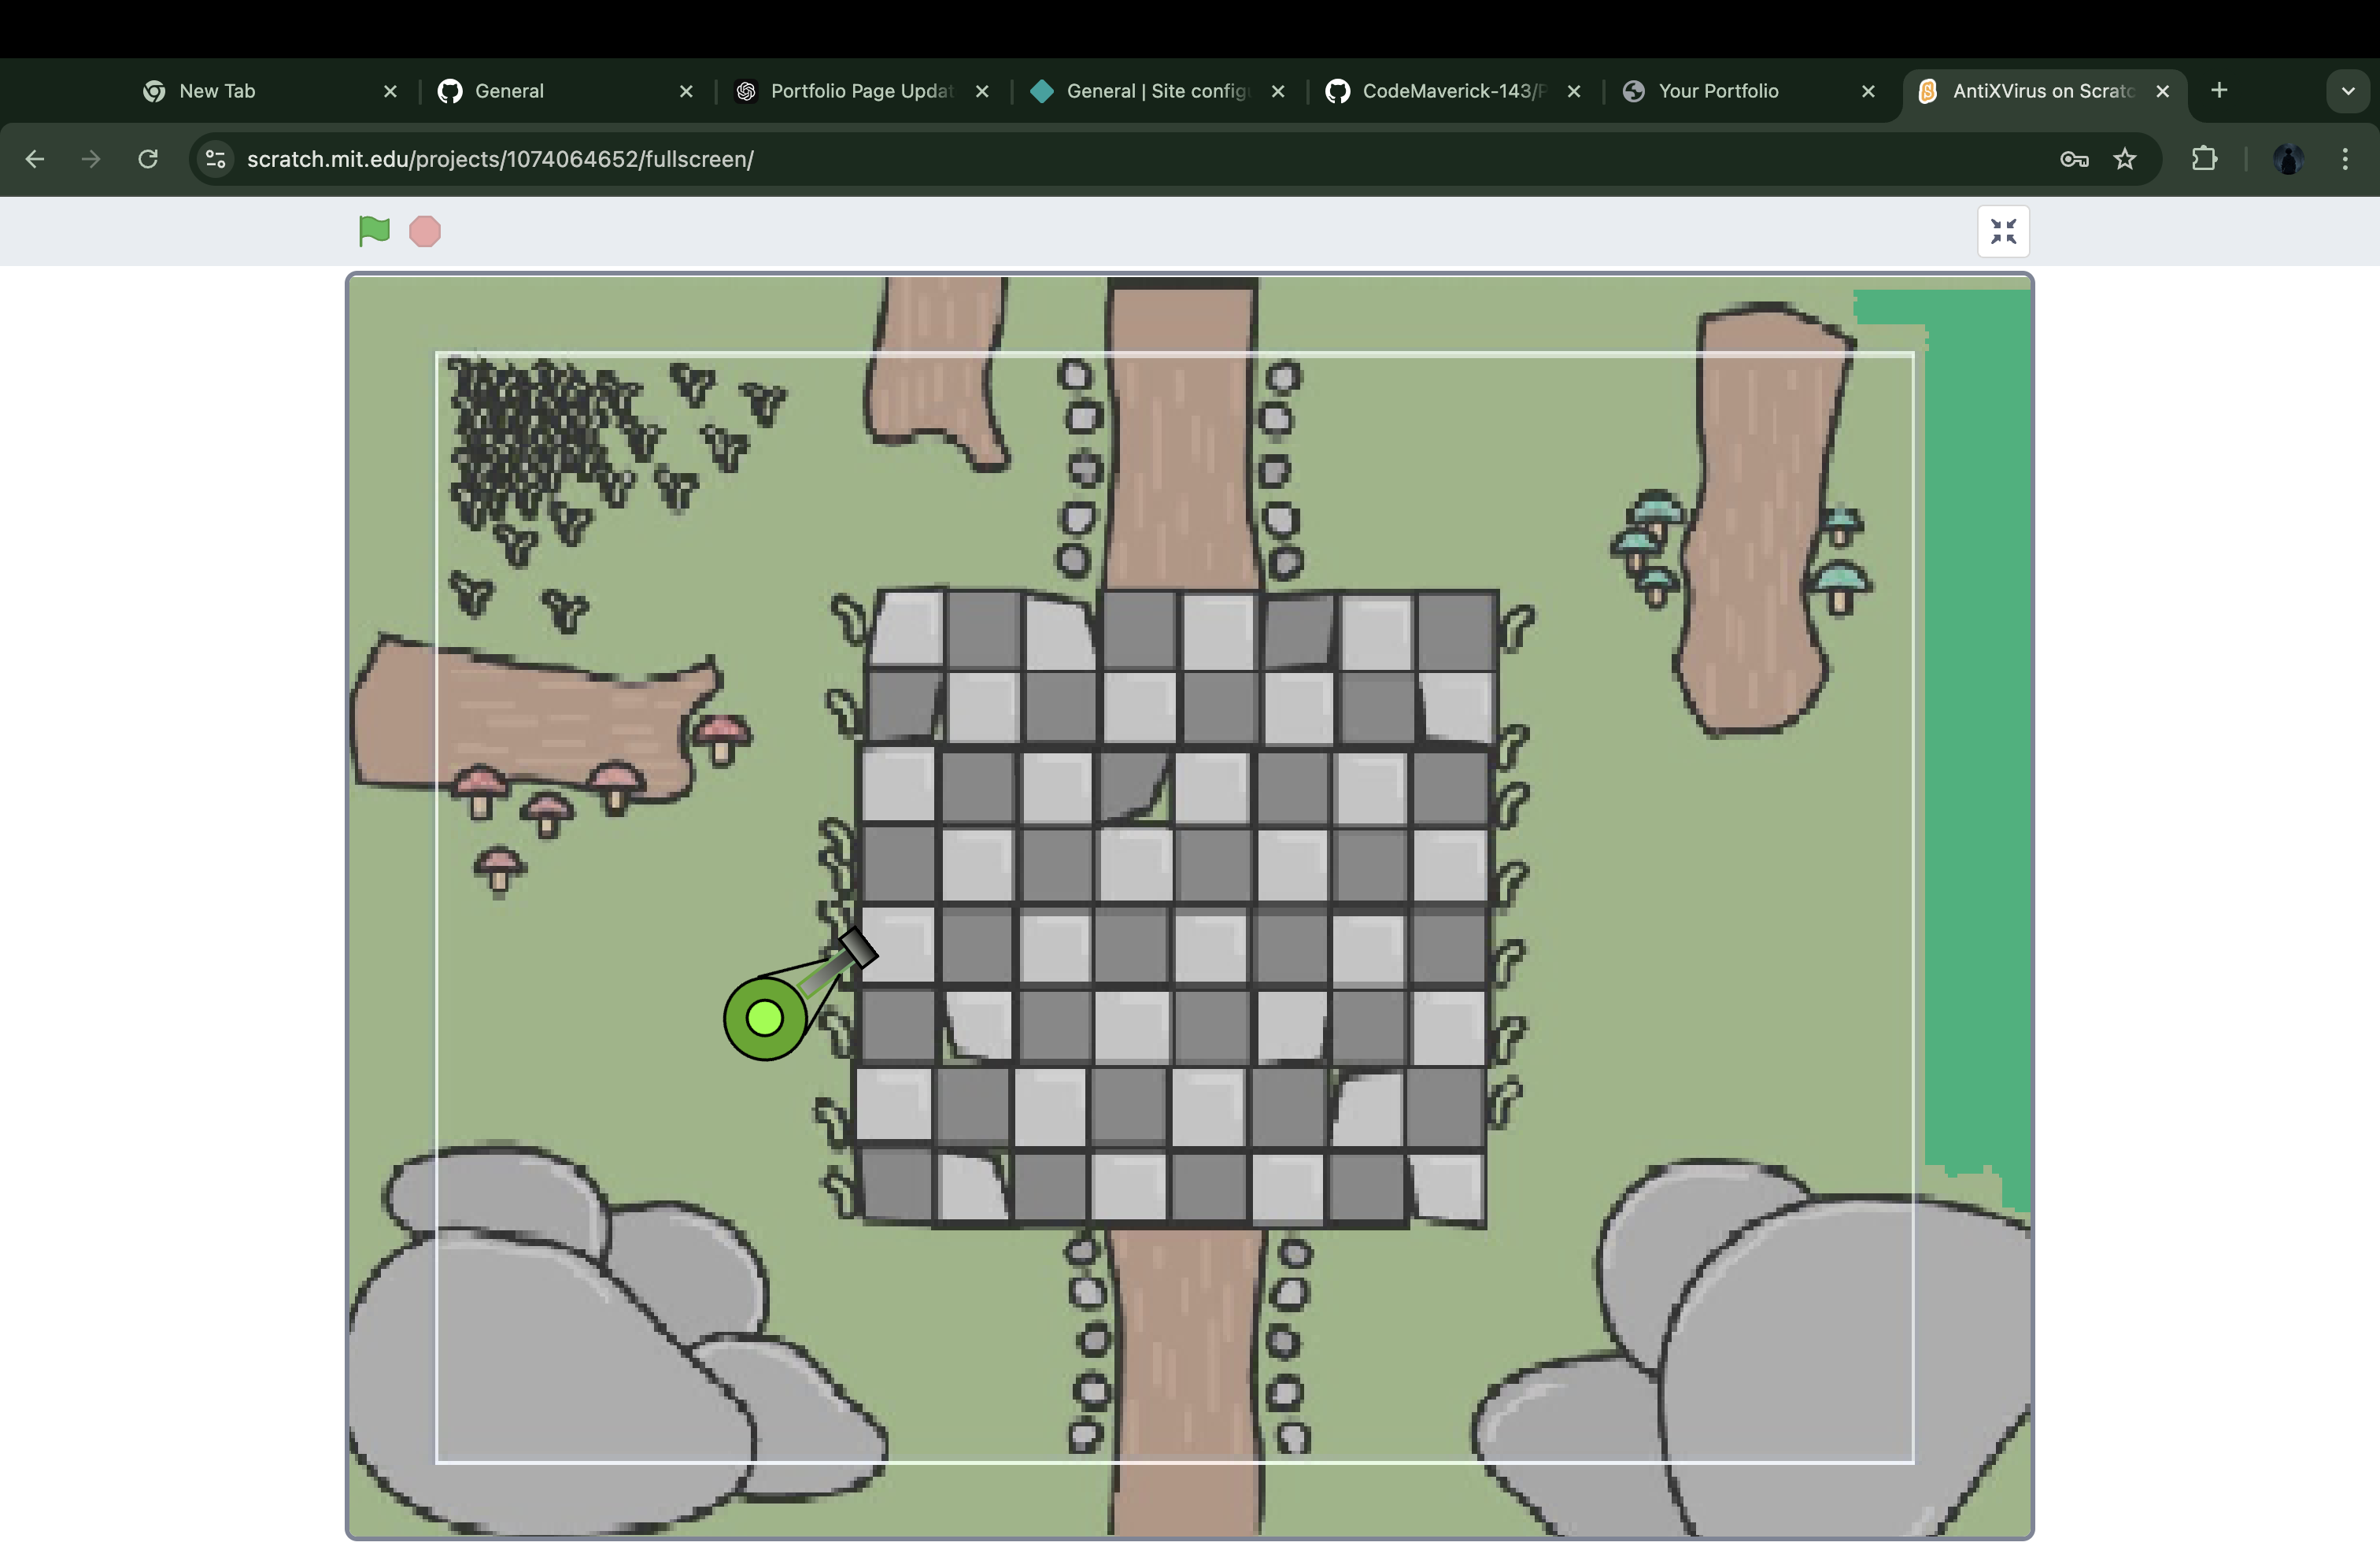 New Tab
General
Portfolio Page Updat
General | Site config
CodeMaverick-143/P
Your Portfolio
AntiXVirus on Scratc
scratch.mit.edu/projects/1074064652/fullscreen/